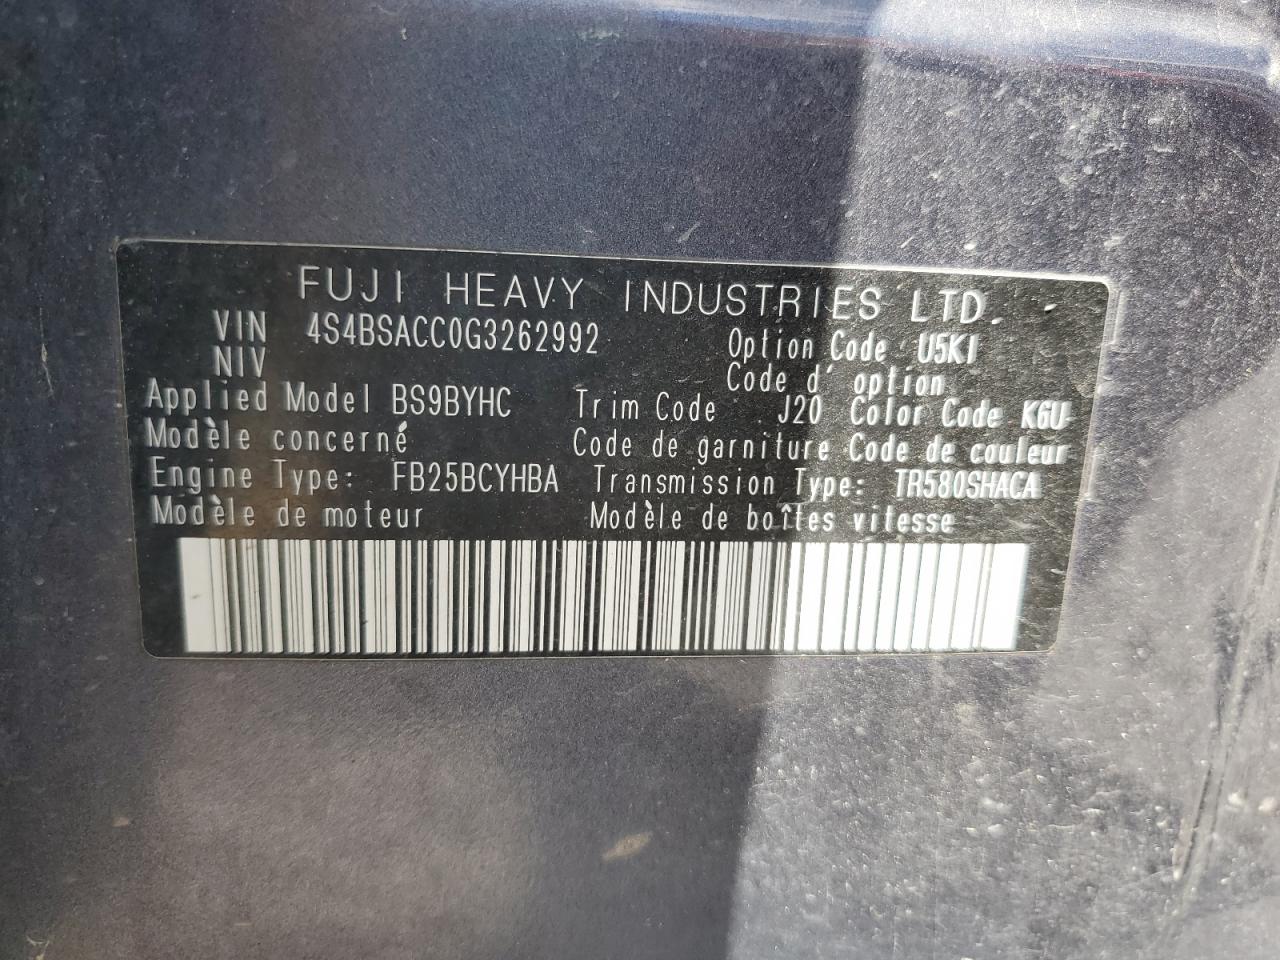 FUJI HEAVY INDUSTRIES LTD.
VIN 4S4BSACC0G3262992 Option Code U5KI
NIV Code d' option
Applied Model BS9BYHC Trim Code J20 Color Code K6U
Modèle concerné Code de garniture Code de couleur
Engine Type: FB25BCYHBA Transmission Type: TR580SHACA
Modèle de moteur Modèle de boîtes vitesse